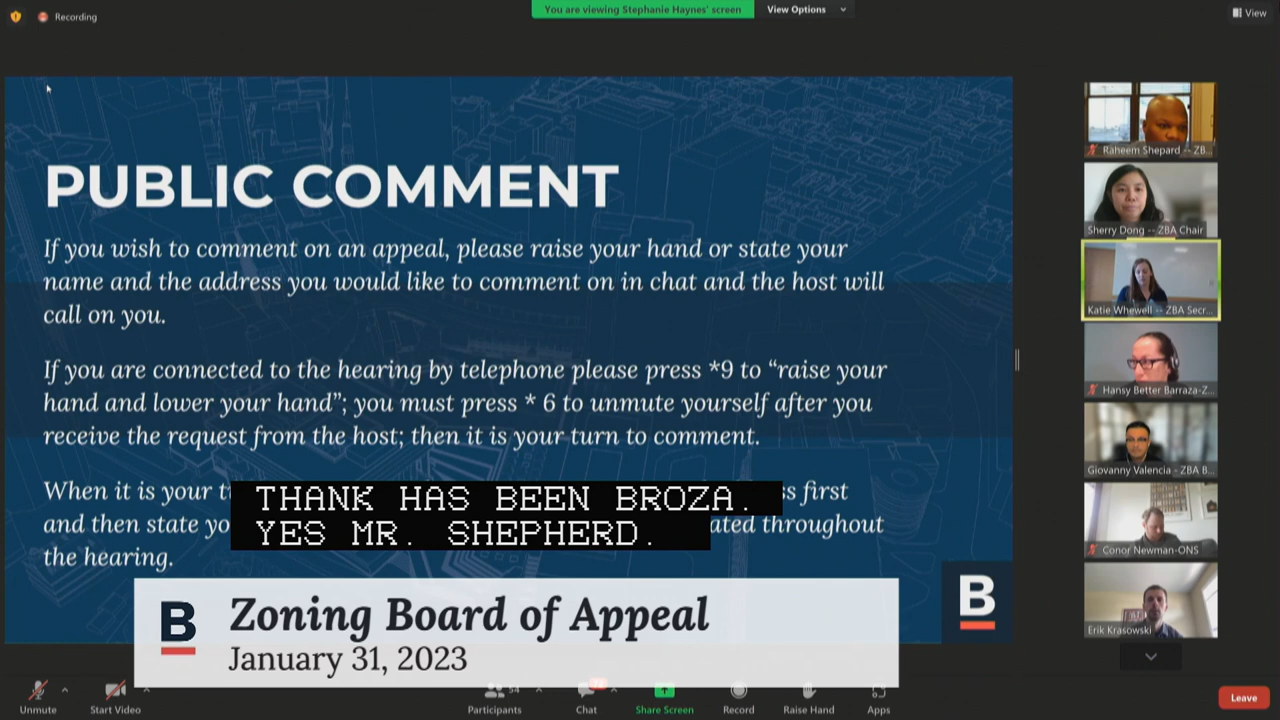 Recording
You are viewing Stephanie Haynes' screen
View Options
View
PUBLIC COMMENT
If you wish to comment on an appeal, please raise your hand or state your
name and the address you would like to comment on in chat and the host will
call on you.
If you are connected to the hearing by telephone please press *9 to “raise your
hand and lower your hand”; you must press * 6 to unmute yourself after you
receive the request from the host; then it is your turn to comment.
When it is your t
ss first
and then state yo
ated throughout
the hearing.
THANK HAS BEEN BROZA.
YES MR. SHEPHERD.
B
Zoning Board of Appeal
January 31, 2023
B
Raheem Shepard -- ZB...
Sherry Dong -- ZBA Chair
Katie Whewell -- ZBA Secr...
Hansy Better Barraza-Z...
Giovanny Valencia - ZBA B...
Conor Newman-ONS
Erik Krasowski
Unmute
Start Video
Participants
54
Chat
Share Screen
Record
Raise Hand
Apps
Leave